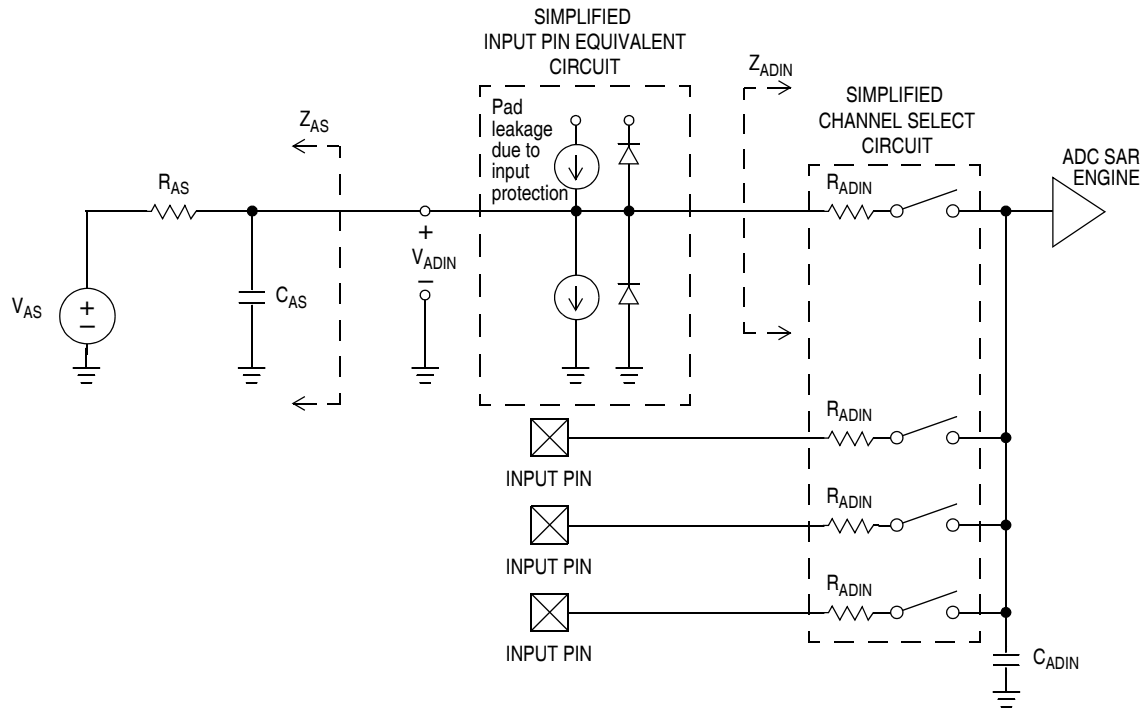 SIMPLIFIED
INPUT PIN EQUIVALENT
CIRCUIT
Z_ADIN
SIMPLIFIED
CHANNEL SELECT
CIRCUIT
Pad
leakage
due to
input
protection
Z_AS
R_AS
R_ADIN
ADC SAR
ENGINE
+
V_ADIN
–
V_AS
+
–
C_AS
R_ADIN
INPUT PIN
R_ADIN
INPUT PIN
R_ADIN
INPUT PIN
C_ADIN